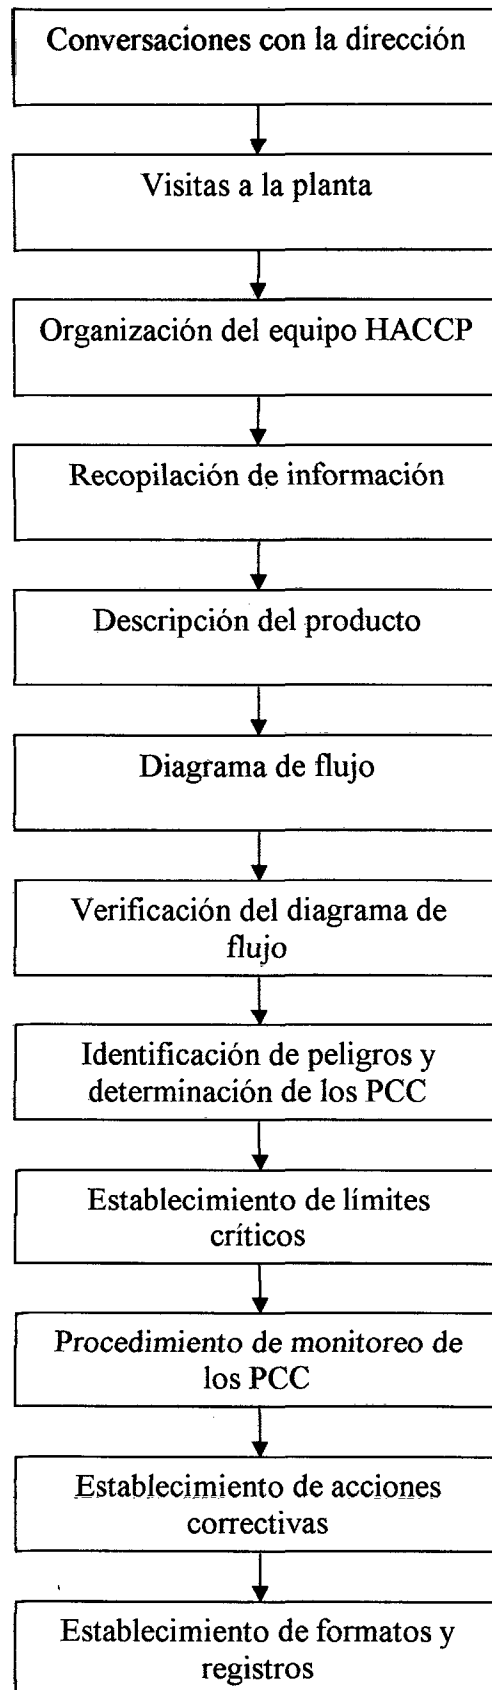 Conversaciones con la dirección
Visitas a la planta
Organización del equipo HACCP
Recopilación de información
Descripción del producto
Diagrama de flujo
Verificación del diagrama de
flujo
Identificación de peligros y
determinación de los PCC
Establecimiento de límites
críticos
Procedimiento de monitoreo de
los PCC
Establecimiento de acciones
correctivas
Establecimiento de formatos y
registros